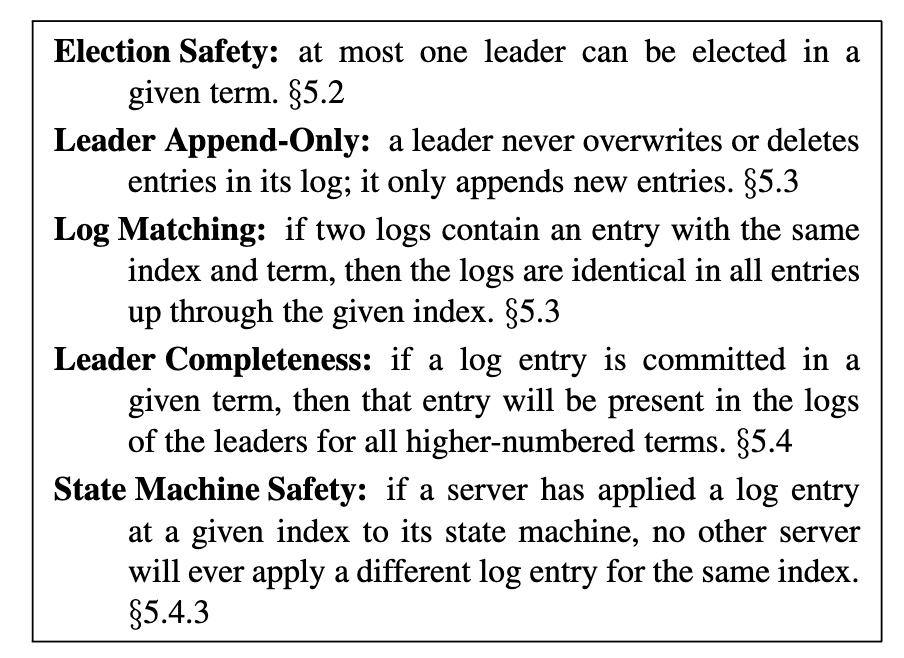 Election Safety: at most one leader can be elected in a
given term. §5.2
Leader Append-Only: a leader never overwrites or deletes
entries in its log; it only appends new entries. §5.3
Log Matching: if two logs contain an entry with the same
index and term, then the logs are identical in all entries
up through the given index. §5.3
Leader Completeness: if a log entry is committed in a
given term, then that entry will be present in the logs
of the leaders for all higher-numbered terms. §5.4
State Machine Safety: if a server has applied a log entry
at a given index to its state machine, no other server
will ever apply a different log entry for the same index.
§5.4.3